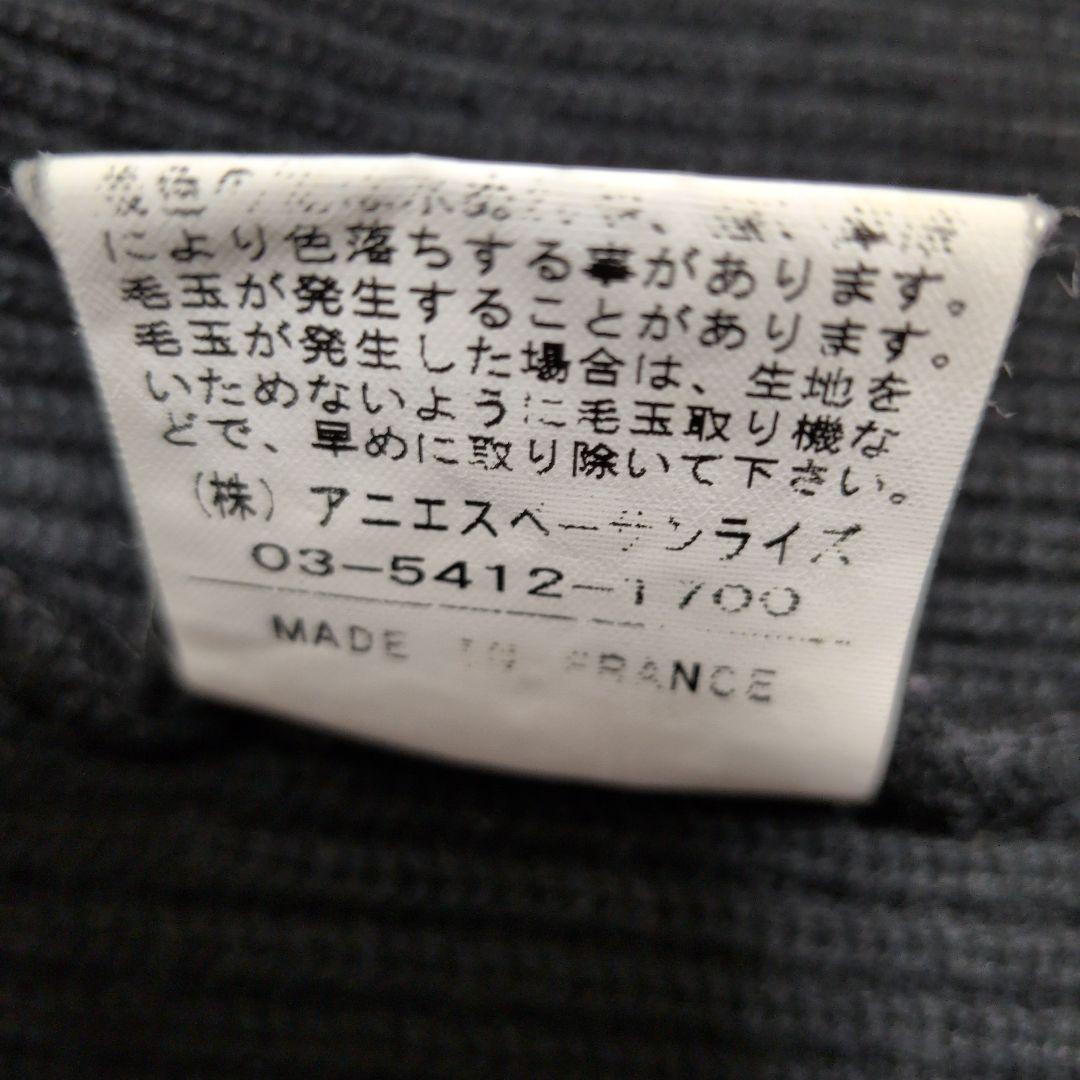 により色落ちする事があります。
毛玉が発生することがあります。
毛玉が発生した場合は、生地を
いためないように毛玉取り機な
どで、早めに取り除いて下さい。
(株)アニエスベーサンライズ
03-5412-1700
MADE IN FRANCE